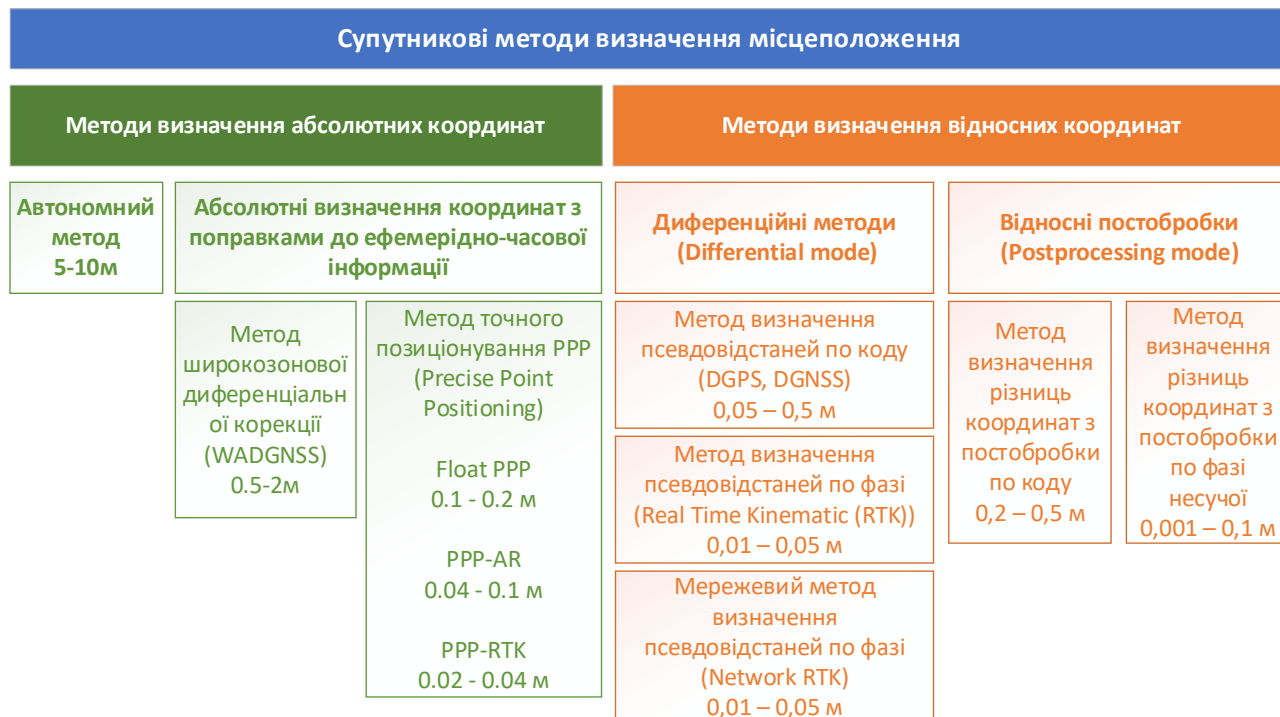 Супутникові методи визначення місцеположення
Методи визначення абсолютних координат
Методи визначення відносних координат
Автономний
метод
5-10м
Абсолютні визначення координат з
поправками до ефемерідно-часової
інформації
Диференційні методи
(Differential mode)
Відносні постобробки
(Postprocessing mode)
Метод
широкозонової
диференціальн
ої корекції
(WADGNSS)
0.5-2м
Метод точного
позиціонування PPP
(Precise Point
Positioning)
Float PPP
0.1 - 0.2 м
PPP-AR
0.04 - 0.1 м
PPP-RTK
0.02 - 0.04 м
Метод визначення
псевдовідстаней по коду
(DGPS, DGNSS)
0,05 – 0,5 м
Метод визначення
псевдовідстаней по фазі
(Real Time Kinematic (RTK))
0,01 – 0,05 м
Мережевий метод
визначення
псевдовідстаней по фазі
(Network RTK)
0,01 – 0,05 м
Метод
визначення
різниць
координат з
постобробки
по коду
0,2 – 0,5 м
Метод
визначення
різниць
координат з
постобробки
по фазі
несучої
0,001 – 0,1 м